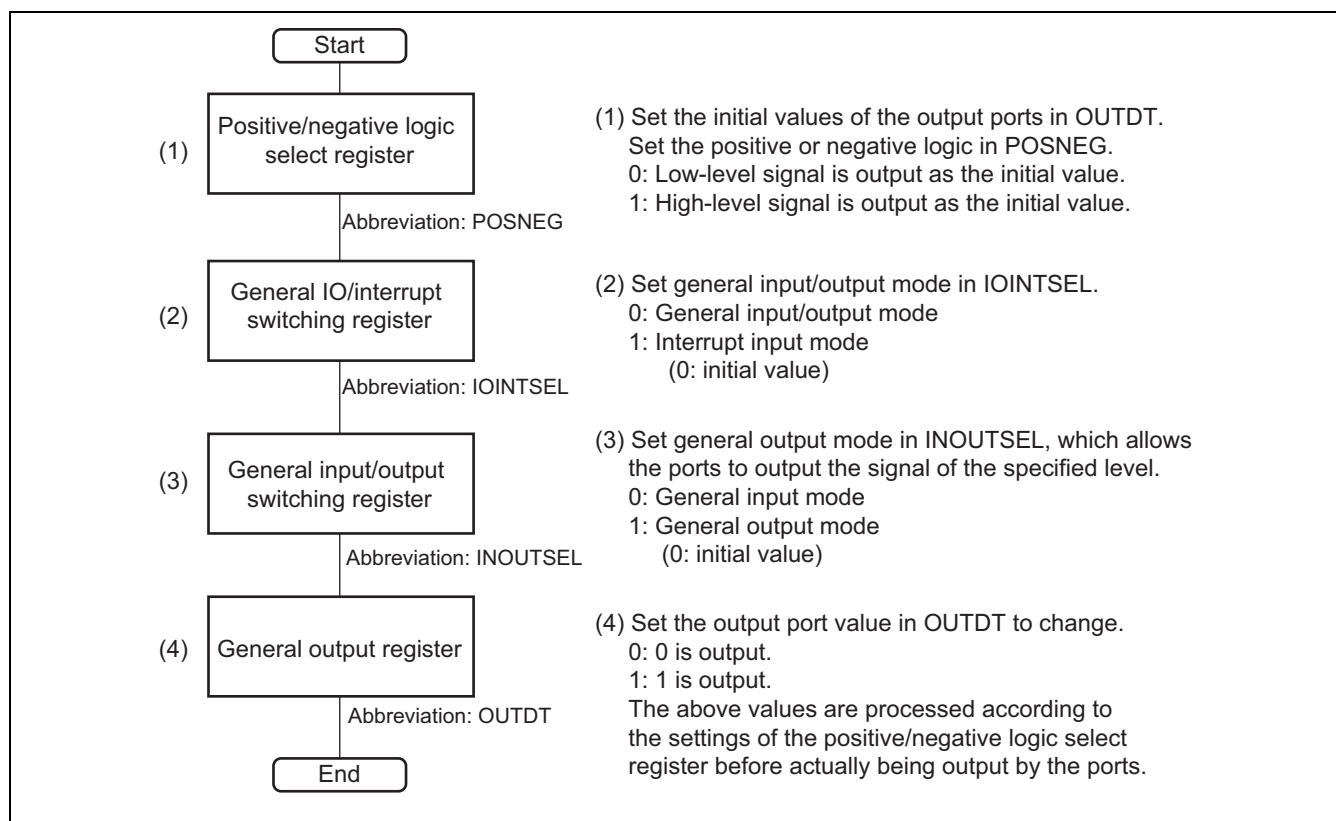 Start
(1)
Positive/negative logic
select register
Abbreviation: POSNEG
(1) Set the initial values of the output ports in OUTDT.
Set the positive or negative logic in POSNEG.
0: Low-level signal is output as the initial value.
1: High-level signal is output as the initial value.
(2)
General IO/interrupt
switching register
Abbreviation: IOINTSEL
(2) Set general input/output mode in IOINTSEL.
0: General input/output mode
1: Interrupt input mode
(0: initial value)
(3)
General input/output
switching register
Abbreviation: INOUTSEL
(3) Set general output mode in INOUTSEL, which allows
the ports to output the signal of the specified level.
0: General input mode
1: General output mode
(0: initial value)
(4)
General output register
Abbreviation: OUTDT
(4) Set the output port value in OUTDT to change.
0: 0 is output.
1: 1 is output.
The above values are processed according to
the settings of the positive/negative logic select
register before actually being output by the ports.
End